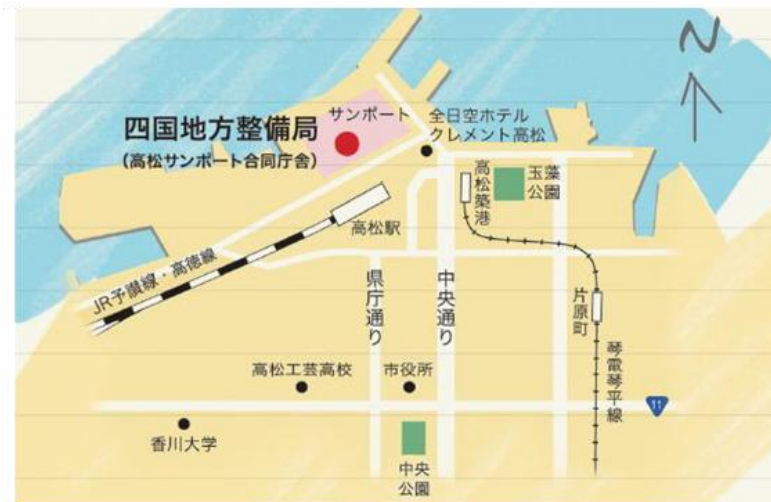 N
サンポート
四国地方整備局
(高松サンポート合同庁舎)
全日空ホテル
クレメント高松
高松築港
玉藻
公園
高松駅
JR予讃線・高徳線
県庁通り
中央通り
片原町
琴電琴平線
高松工芸高校
市役所
11
香川大学
中央
公園